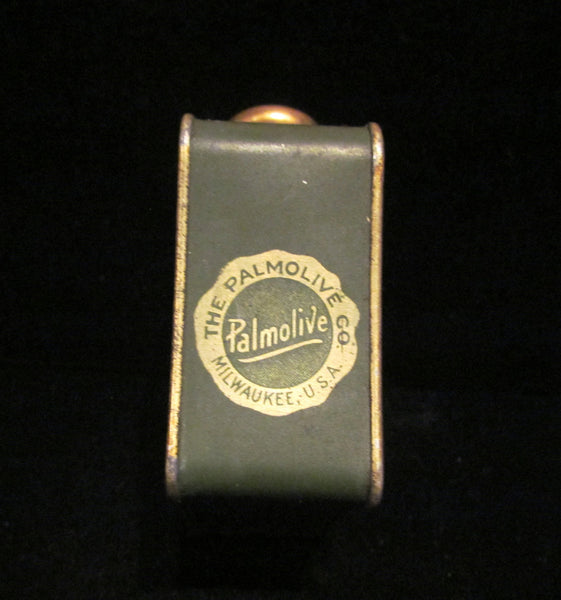 THE PALMOLIVE CO.
Palmolive
MILWAUKEE, U.S.A.